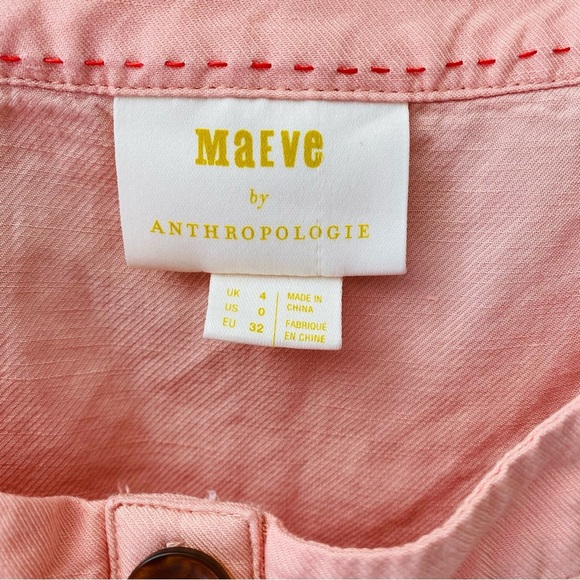 MaEve
by
ANTHROPOLOGIE
UK 4
US 0
EU 32
MADE IN
CHINA
FABRIQUÉ
EN CHINE